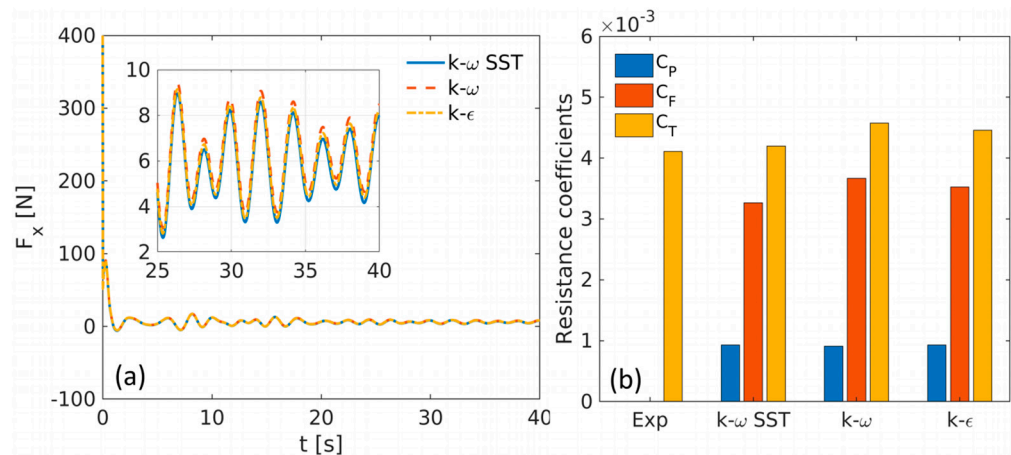 400
300
200
100
0
-100
F_x [N]
10
8
6
4
2
25
30
35
40
k-ω SST
k-ω
k-ϵ
(a)
0
10
20
30
40
t [s]
×10⁻³
6
5
4
3
2
1
0
Resistance coefficients
C_P
C_F
C_T
(b)
Exp
k-ω SST
k-ω
k-ϵ